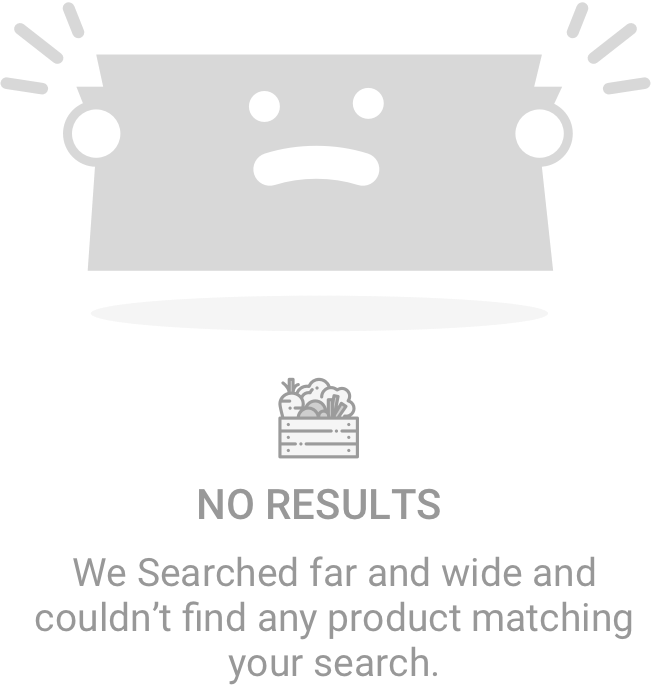 NO RESULTS
We Searched far and wide and
couldn’t find any product matching
your search.